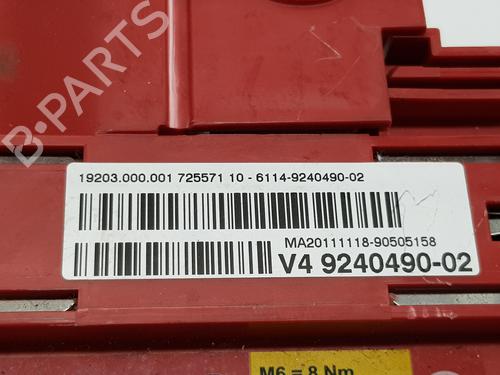 B-PARTS
19203.000.001 725571 10 - 6114-9240490-02
MA20111118-90505158
V4 9240490-02
M6 = 8 Nm